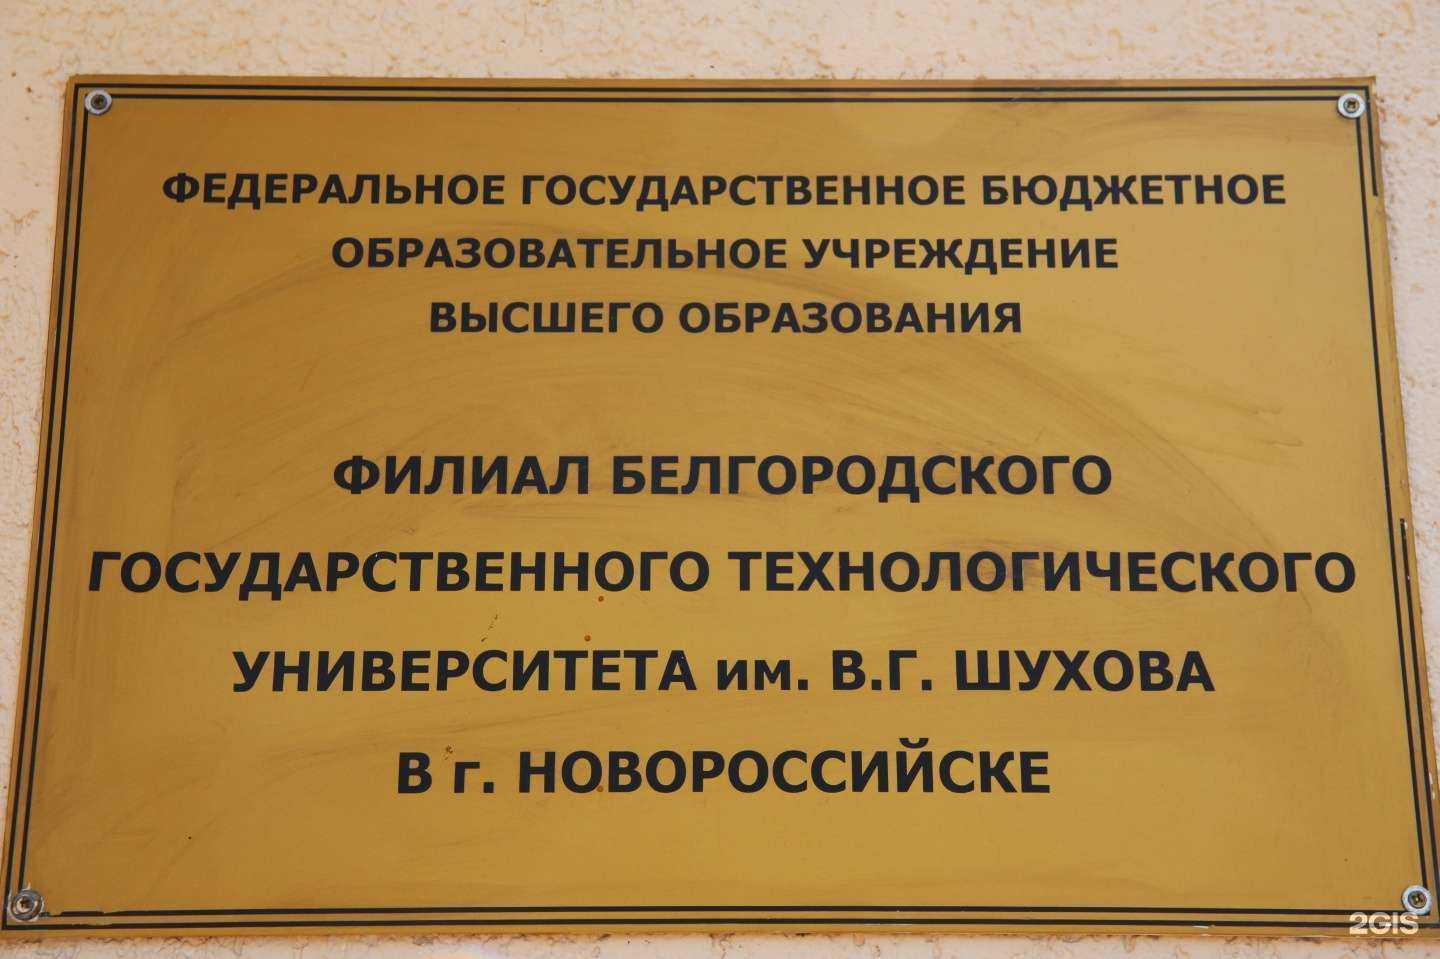 ФЕДЕРАЛЬНОЕ ГОСУДАРСТВЕННОЕ БЮДЖЕТНОЕ
ОБРАЗОВАТЕЛЬНОЕ УЧРЕЖДЕНИЕ
ВЫСШЕГО ОБРАЗОВАНИЯ
ФИЛИАЛ БЕЛГОРОДСКОГО
ГОСУДАРСТВЕННОГО ТЕХНОЛОГИЧЕСКОГО
УНИВЕРСИТЕТА им. В.Г. ШУХОВА
В г. НОВОРОССИЙСКЕ
2GIS